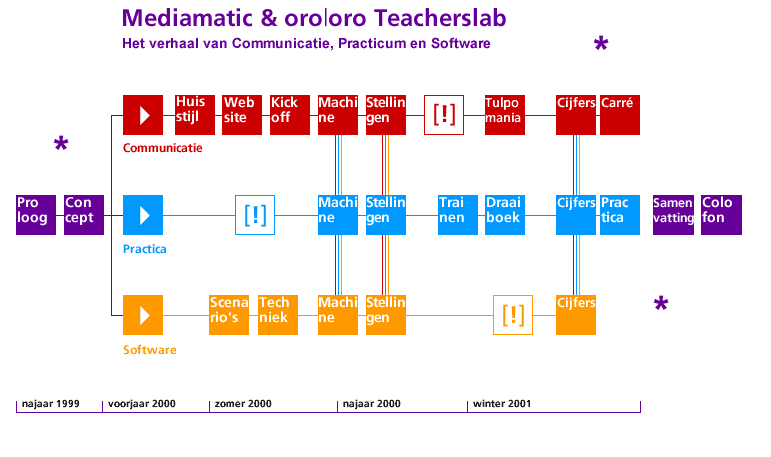 Mediamatic & oroloro Teacherslab
Het verhaal van Communicatie, Practicum en Software
*
Huis
stijl
Web
site
Kick
off
Machi
ne
Stellin
gen
[!]
Tulpo
mania
Cijfers
Carré
Communicatie
*
Pro
loog
Con
cept
[!]
Machi
ne
Stellin
gen
Trai
nen
Draai
boek
Cijfers
Prac
tica
Samen
vatting
Colo
fon
Practica
Scena
rio's
Tech
niek
Machi
ne
Stellin
gen
[!]
Cijfers
*
Software
najaar 1999
voorjaar 2000
zomer 2000
najaar 2000
winter 2001